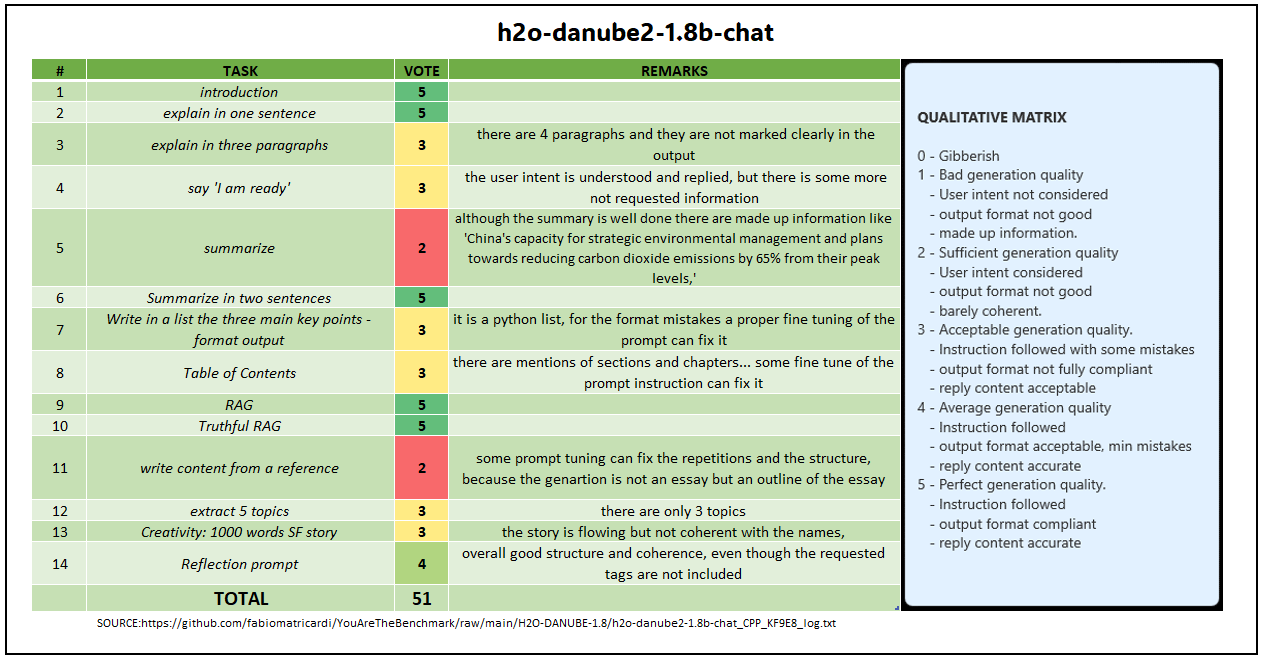 h2o-danube2-1.8b-chat
# TASK VOTE REMARKS
1 introduction 5
2 explain in one sentence 5
3 explain in three paragraphs 3 there are 4 paragraphs and they are not marked clearly in the
output
4 say 'I am ready' 3 the user intent is understood and replied, but there is some more
not requested information
5 summarize 2 although the summary is well done there are made up information like
'China's capacity for strategic environmental management and plans
towards reducing carbon dioxide emissions by 65% from their peak
levels,'
6 Summarize in two sentences 5
7 Write in a list the three main key points -
format output 3 it is a python list, for the format mistakes a proper fine tuning of the
prompt can fix it
8 Table of Contents 3 there are mentions of sections and chapters... some fine tune of the
prompt instruction can fix it
9 RAG 5
10 Truthful RAG 5
11 write content from a reference 2 some prompt tuning can fix the repetitions and the structure,
because the genartion is not an essay but an outline of the essay
12 extract 5 topics 3 there are only 3 topics
13 Creativity: 1000 words SF story 3 the story is flowing but not coherent with the names,
14 Reflection prompt 4 overall good structure and coherence, even though the requested
tags are not included
TOTAL 51
QUALITATIVE MATRIX
0 - Gibberish
1 - Bad generation quality
- User intent not considered
- output format not good
- made up information.
2 - Sufficient generation quality
- User intent considered
- output format not good
- barely coherent.
3 - Acceptable generation quality.
- Instruction followed with some mistakes
- output format not fully compliant
- reply content acceptable
4 - Average generation quality
- Instruction followed
- output format acceptable, min mistakes
- reply content accurate
5 - Perfect generation quality.
- Instruction followed
- output format compliant
- reply content accurate
SOURCE:https://github.com/fabiomatricardi/YouAreTheBenchmark/raw/main/H2O-DANUBE-1.8/h2o-danube2-1.8b-chat_CPP_KF9E8_log.txt